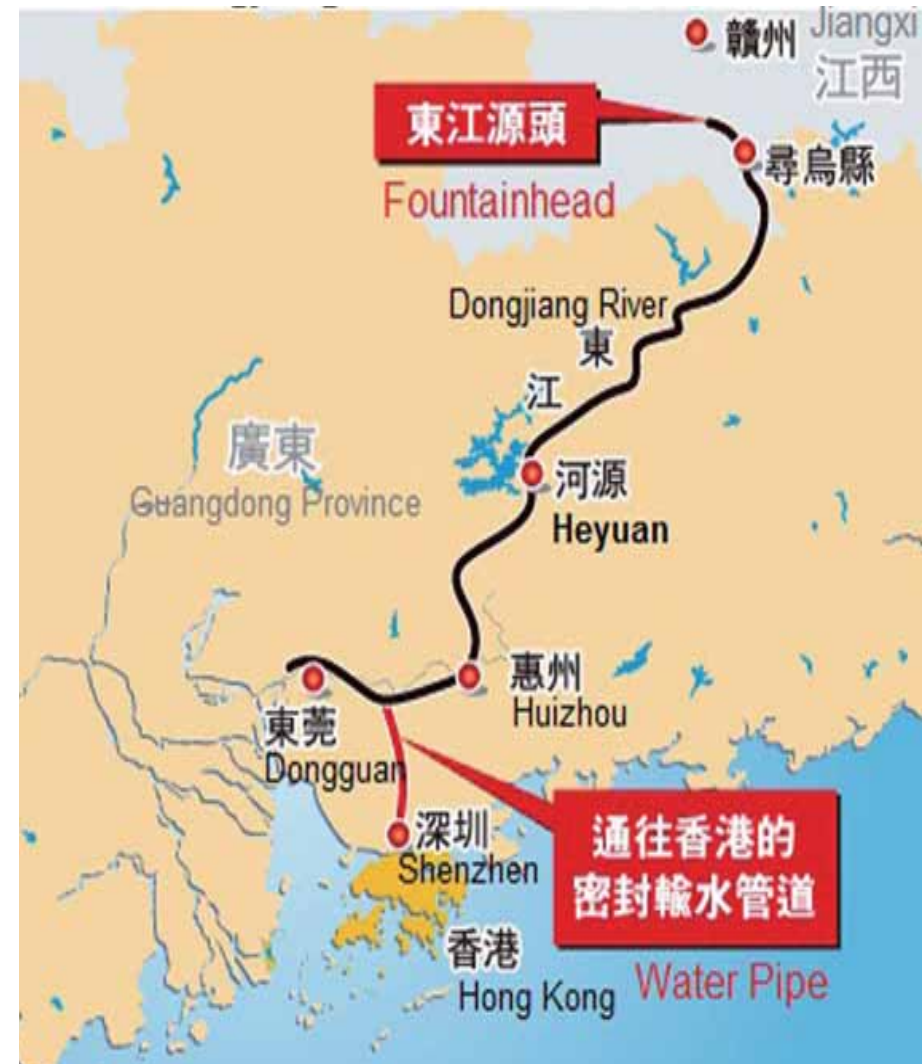 贛州
Jiangxi
江西
東江源頭
Fountainhead
尋烏縣
Dongjiang River
東
江
廣東
Guangdong Province
河源
Heyuan
惠州
Huizhou
東莞
Dongguan
深圳
Shenzhen
通往香港的
密封輸水管道
Water Pipe
香港
Hong Kong